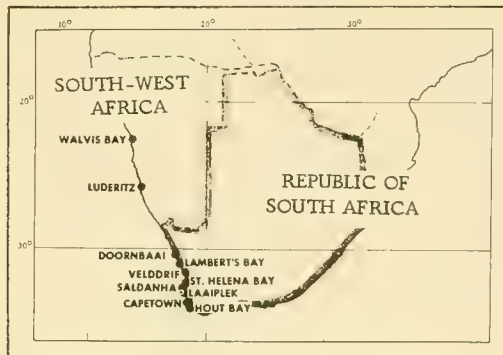 10°
20°
30°
SOUTH-WEST
AFRICA
20°
WALVIS BAY
REPUBLIC OF
SOUTH AFRICA
LUDERITZ
30°
DOORNBAAI
LAMBERT'S BAY
VELDDRIF
ST. HELENA BAY
SALDANHA
LAAIPLEK
CAPETOWN
HOUT BAY